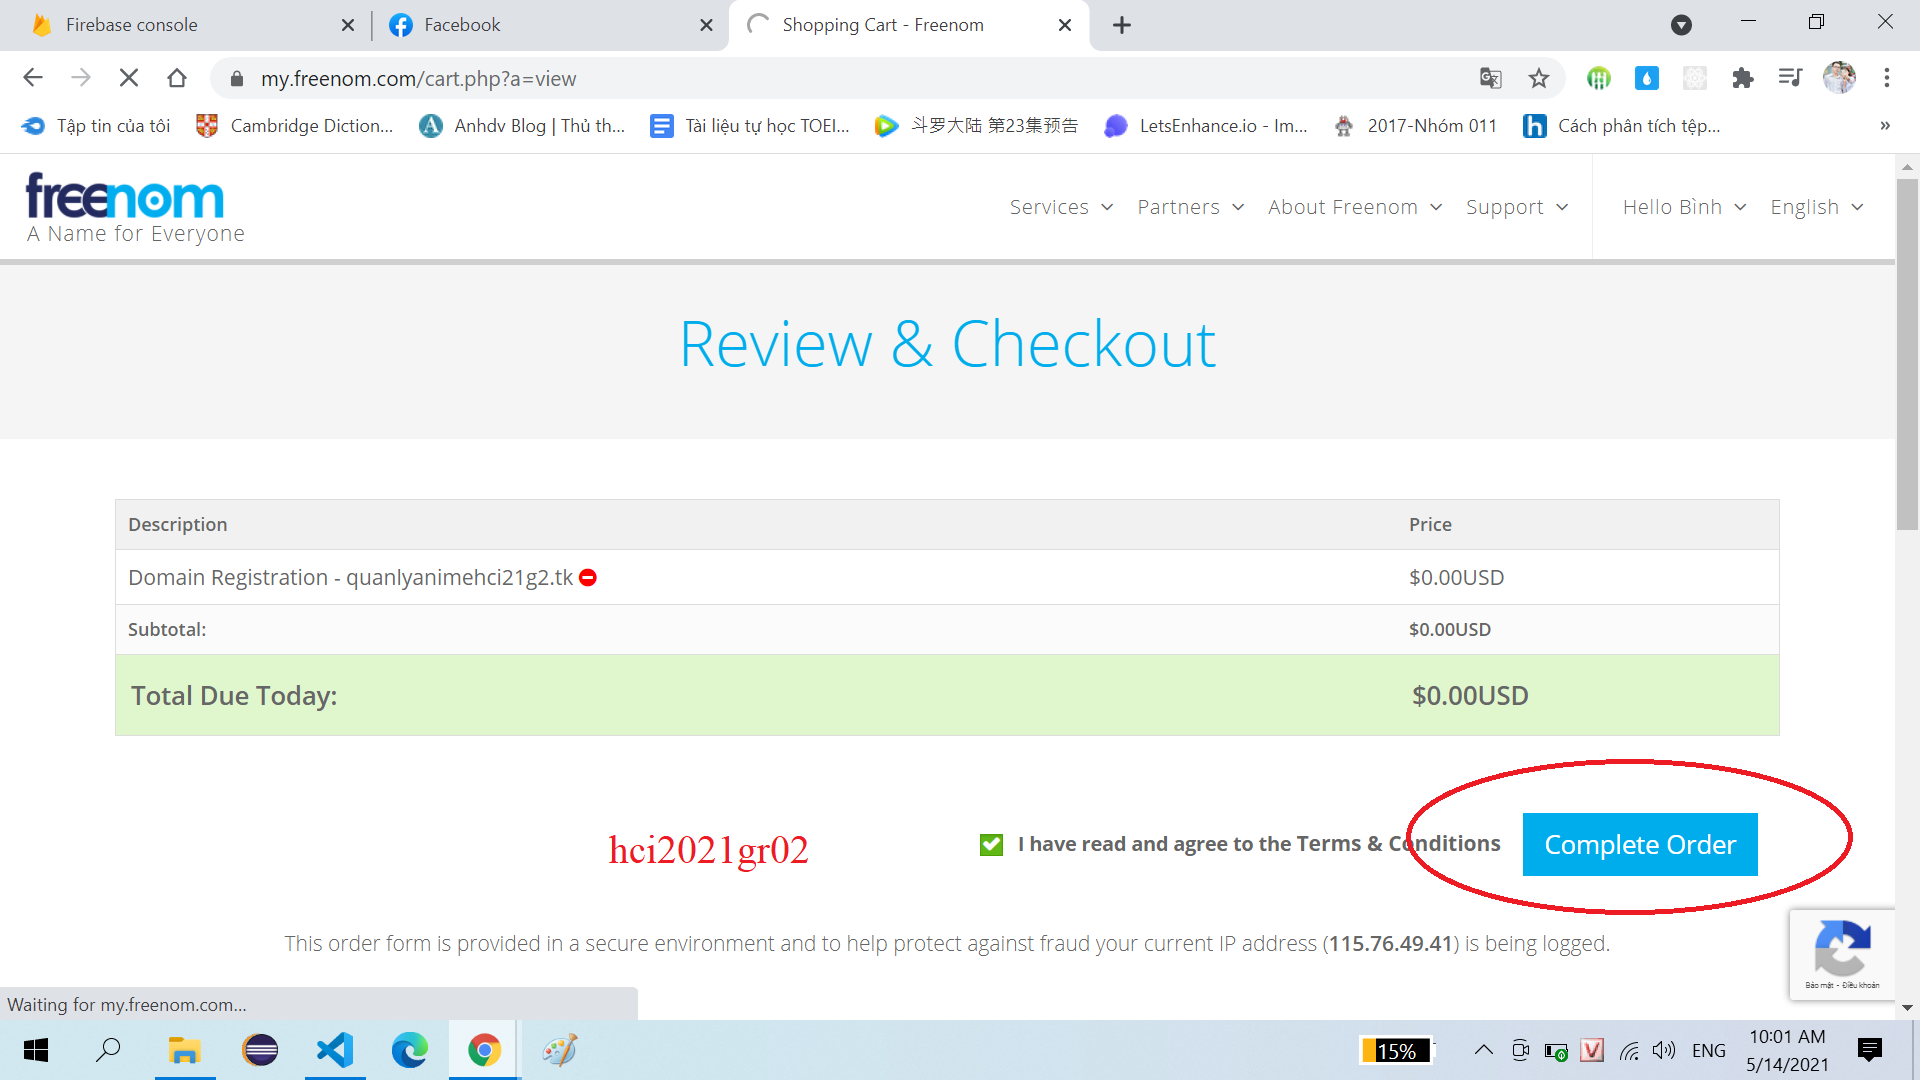 Firebase console
Facebook
Shopping Cart - Freenom
my.freenom.com/cart.php?a=view
Tập tin của tôi
Cambridge Diction...
Anhdv Blog | Thủ th...
Tài liệu tự học TOEI...
斗罗大陆 第23集预告
LetsEnhance.io - Im...
2017-Nhóm 011
Cách phân tích tệp...
»
freenom
A Name for Everyone
Services
Partners
About Freenom
Support
Hello Bình
English
Review & Checkout
Description
Price
Domain Registration - quanlyanimehci21g2.tk
$0.00USD
Subtotal:
$0.00USD
Total Due Today:
$0.00USD
hci2021gr02
I have read and agree to the Terms & Conditions
Complete Order
This order form is provided in a secure environment and to help protect against fraud your current IP address (115.76.49.41) is being logged.
Bảo mật - Điều khoản
Waiting for my.freenom.com...
15%
ENG
10:01 AM
5/14/2021